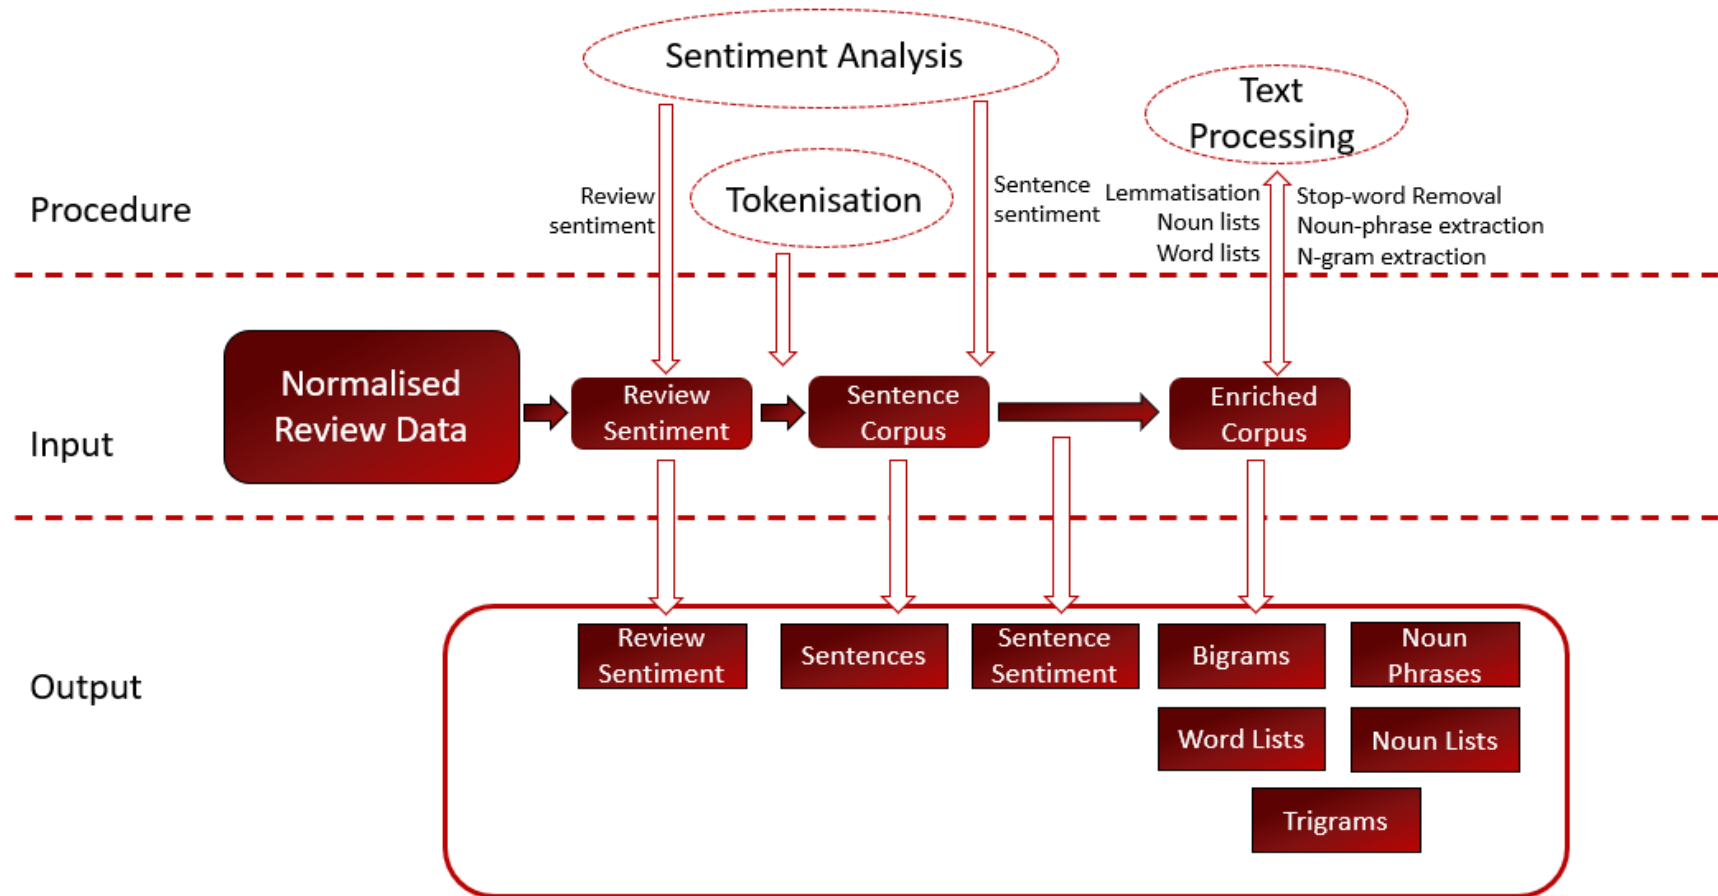 Sentiment Analysis
Text
Processing
Procedure
Review
sentiment
Tokenisation
Sentence
sentiment
Lemmatisation
Noun lists
Word lists
Stop-word Removal
Noun-phrase extraction
N-gram extraction
Input
Normalised
Review Data
Review
Sentiment
Sentence
Corpus
Enriched
Corpus
Output
Review
Sentiment
Sentences
Sentence
Sentiment
Bigrams
Noun
Phrases
Word Lists
Noun Lists
Trigrams